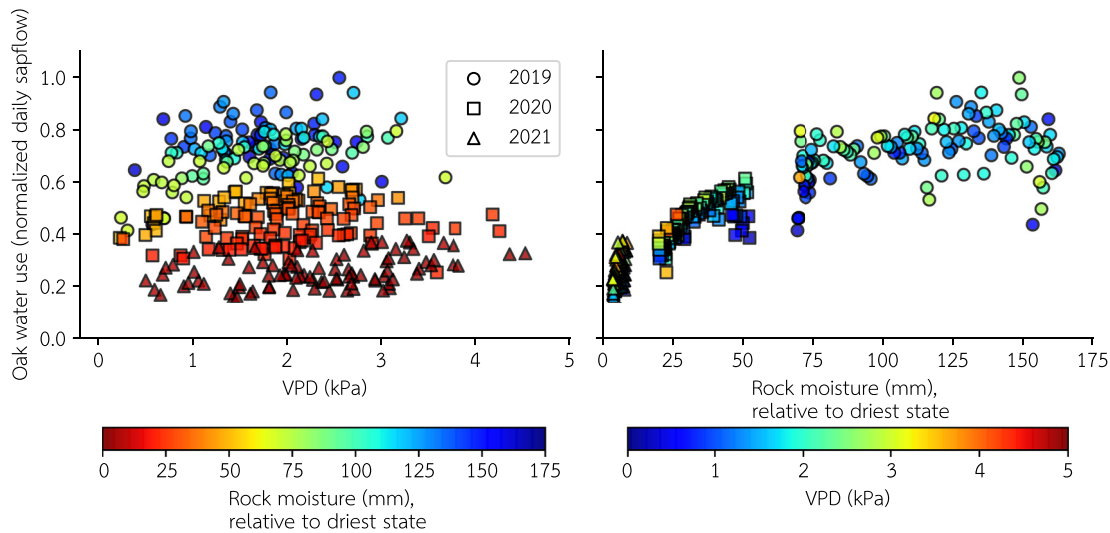 Oak water use (normalized daily sapflow)
1.0
0.8
0.6
0.4
0.2
0.0
0 1 2 3 4 5
VPD (kPa)
2019
2020
2021
0 25 50 75 100 125 150 175
Rock moisture (mm),
relative to driest state
0 25 50 75 100 125 150 175
Rock moisture (mm),
relative to driest state
0 1 2 3 4 5
VPD (kPa)